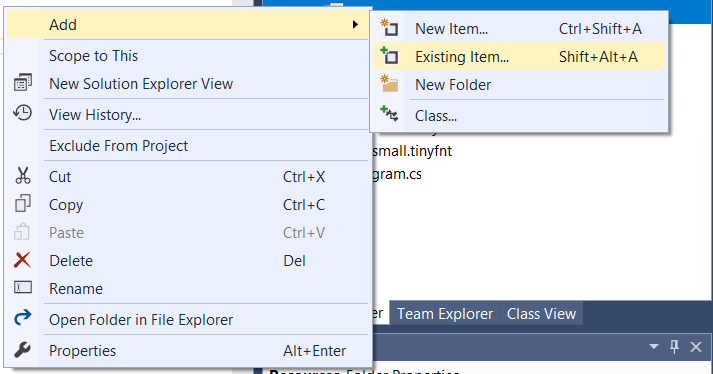 Add
Scope to This
New Solution Explorer View
View History...
Exclude From Project
Cut Ctrl+X
Copy Ctrl+C
Paste Ctrl+V
Delete Del
Rename
Open Folder in File Explorer
Properties Alt+Enter
New Item... Ctrl+Shift+A
Existing Item... Shift+Alt+A
New Folder
Class...
small.tinyfnt
gram.cs
Team Explorer Class View